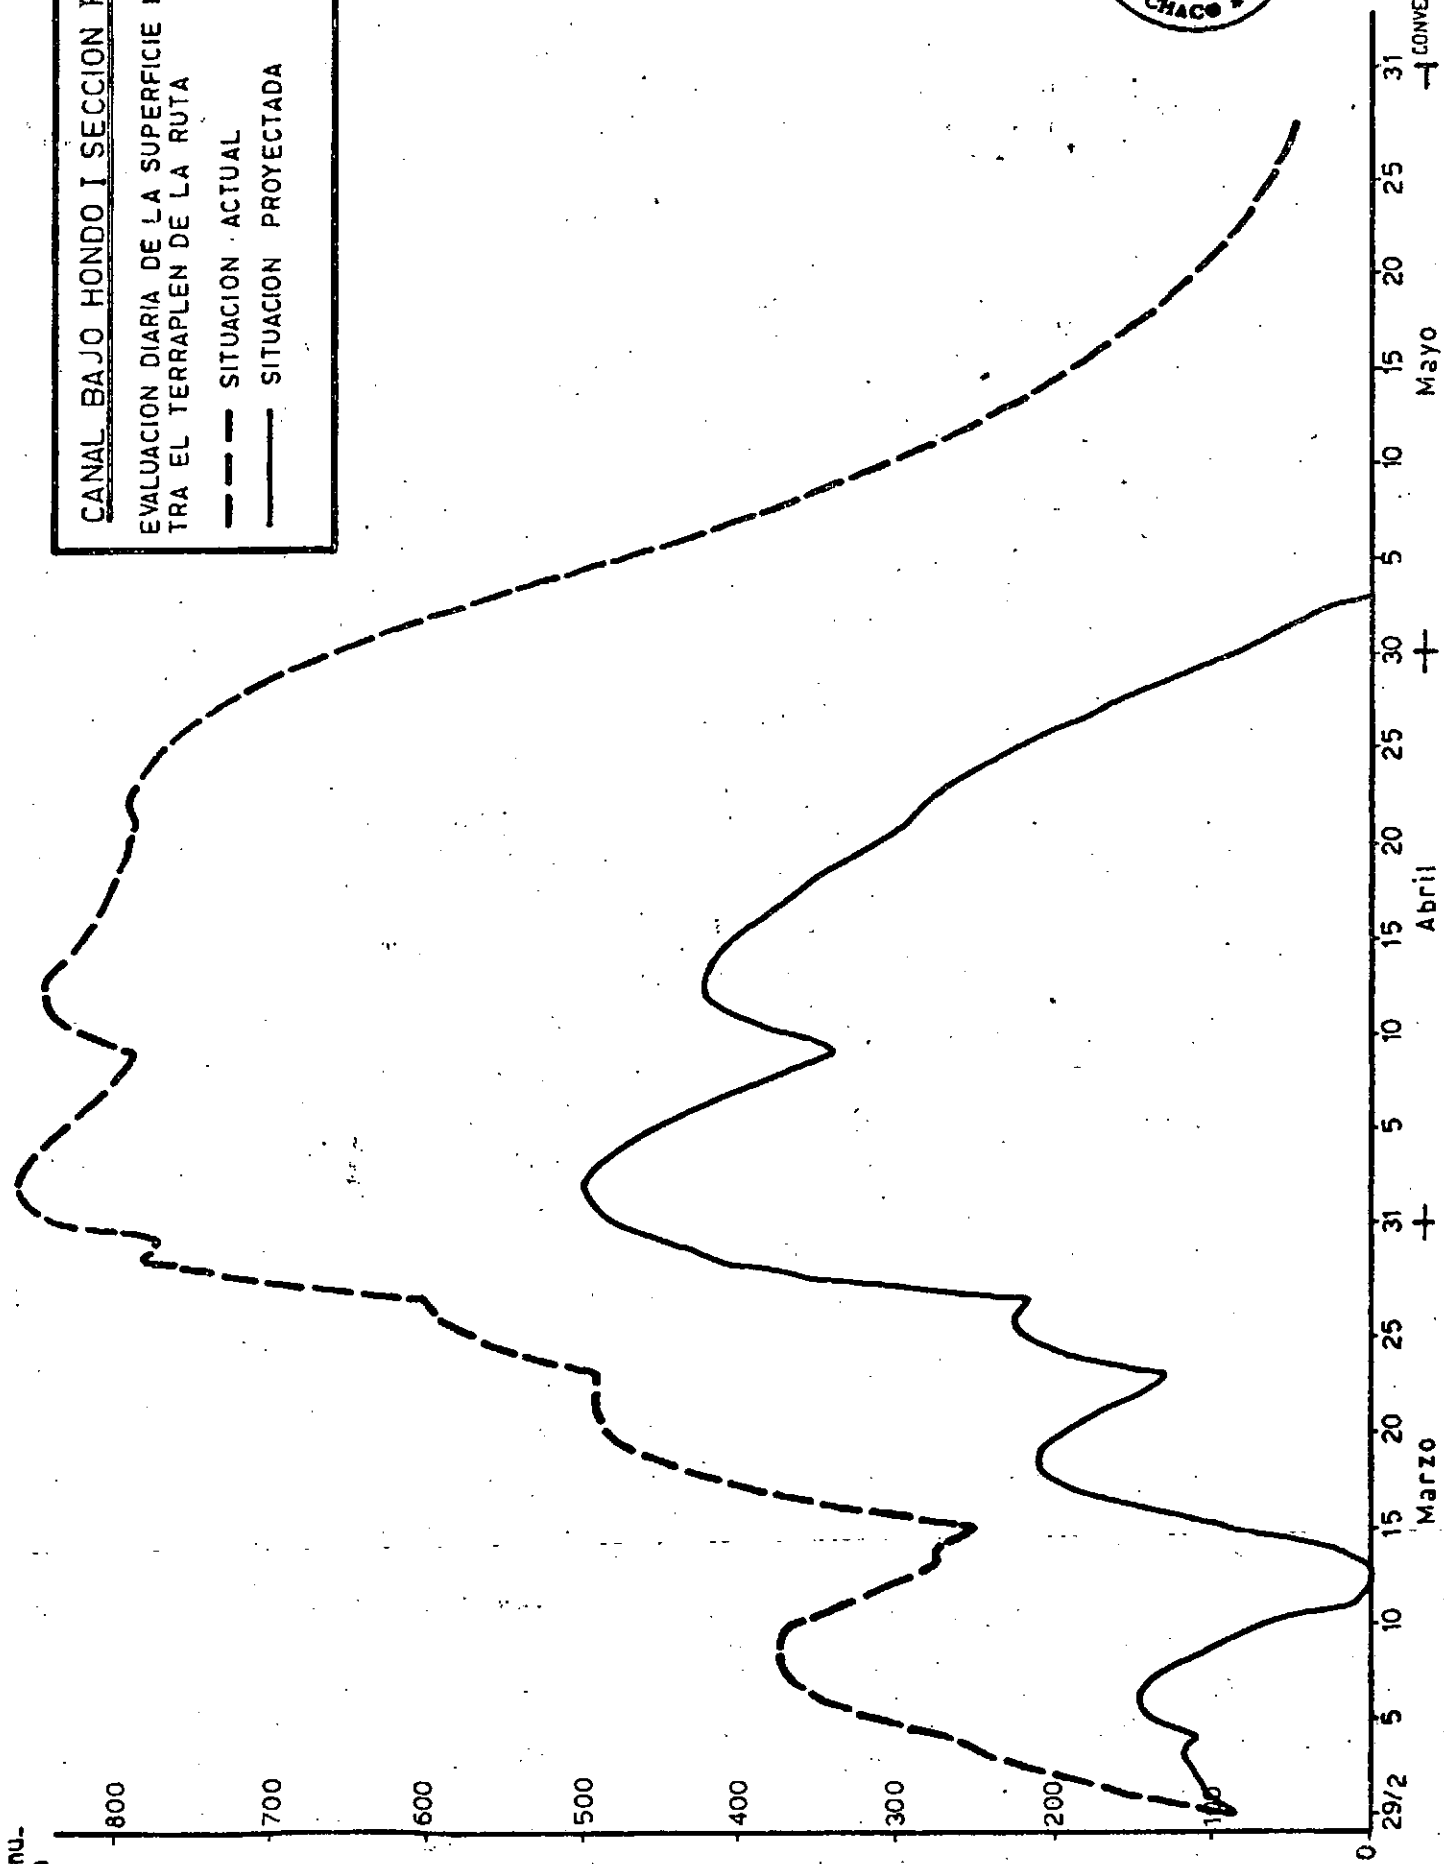 CANAL BAJO HONDO I SECCION
EVALUACION DIARIA DE LA SUPERFICIE
TRA EL TERRAPLEN DE LA RUTA
SITUACION ACTUAL
SITUACION PROYECTADA
CHACO
800
700
600
500
400
300
200
100
0
29/2 5 10 15 20 25 31 5 10 15 20 25 30 5 10 15 20 25 31
Marzo Abril Mayo
CONVE